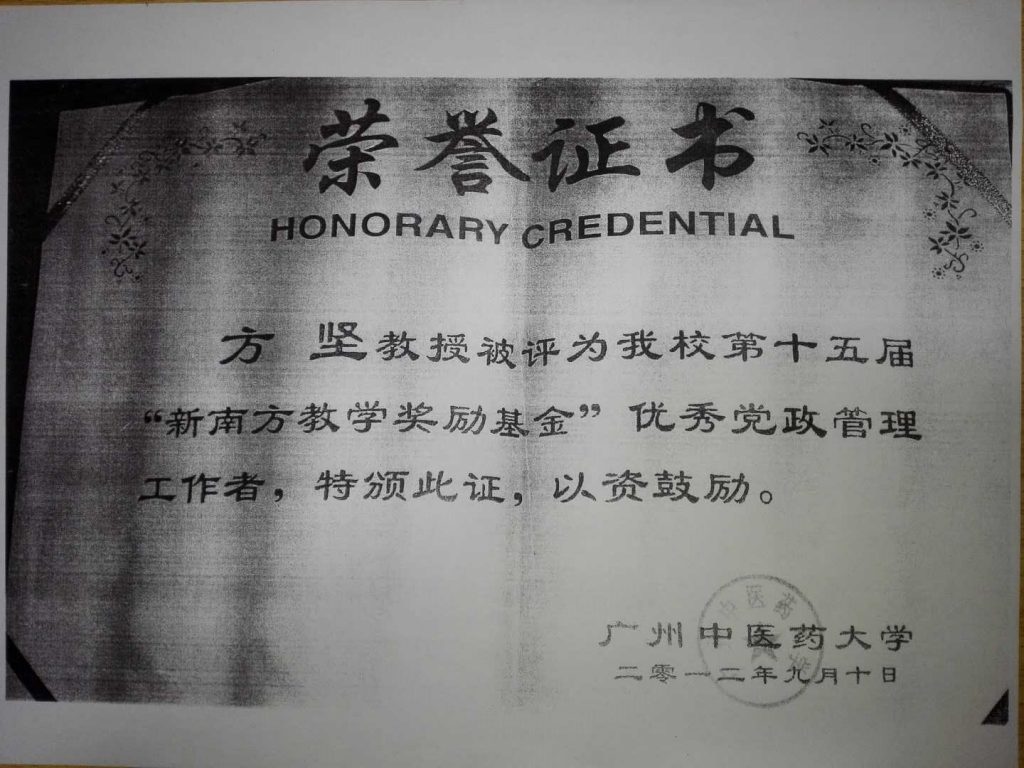 荣誉证书
HONORARY CREDENTIAL
方 坚教授被评为我校第十五届
“新南方教学奖励基金”优秀党政管理
工作者，特颁此证，以资鼓励。
广州中医药大学
二零一二年九月十日
中医药